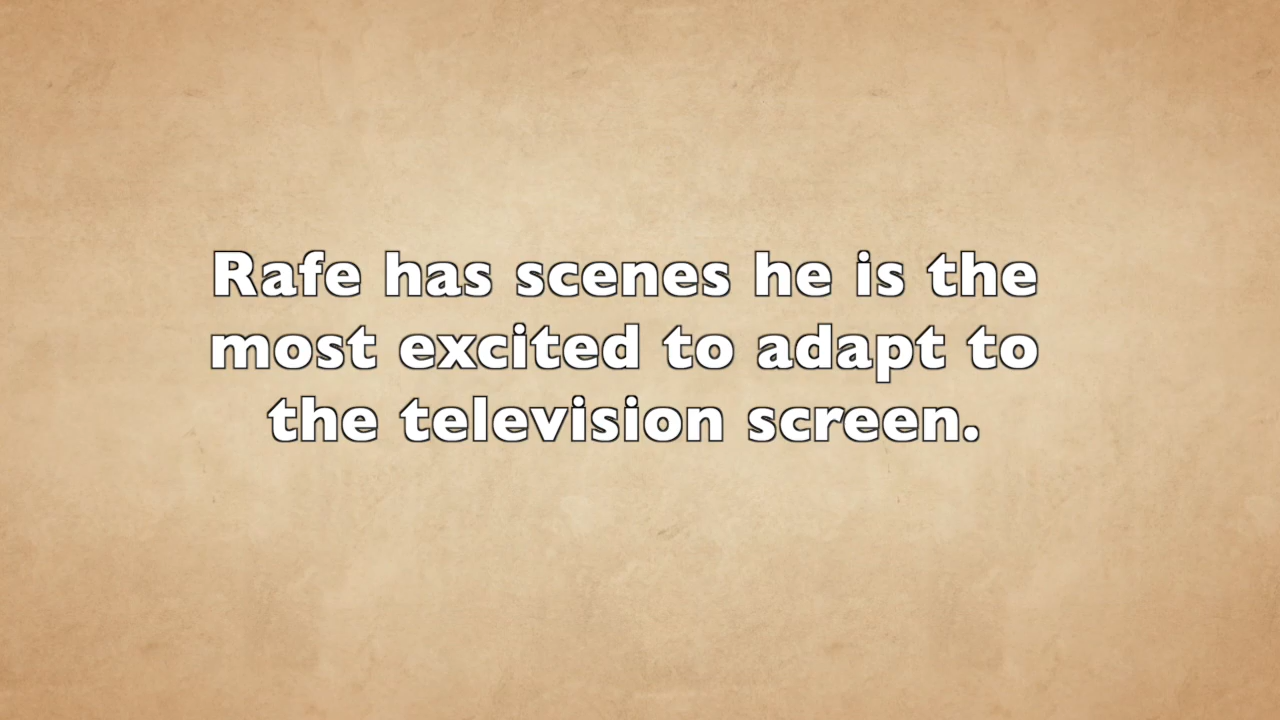 Rafe has scenes he is the
most excited to adapt to
the television screen.